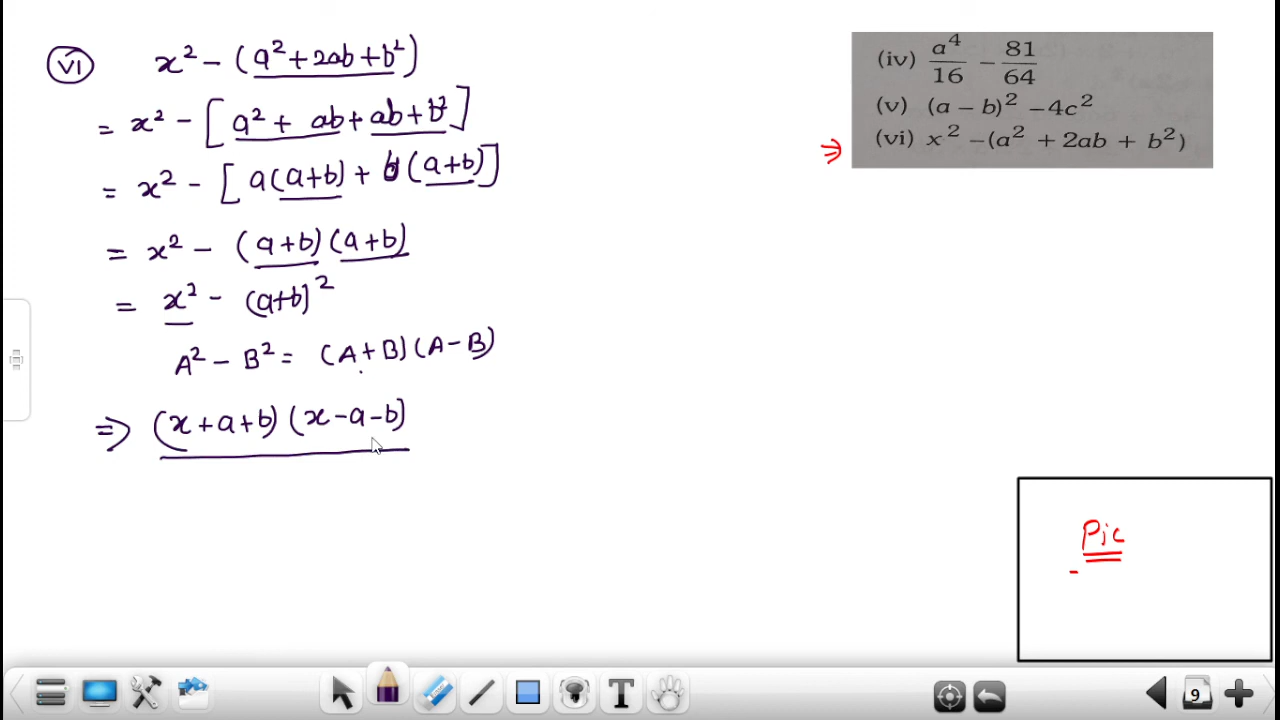 (vi) x² - (a² + 2ab + b²)
= x² - [a² + ab + ab + b²]
= x² - [a(a+b) + b(a+b)]
= x² - (a+b)(a+b)
= x² - (a+b)²
A² - B² = (A+B)(A-B)
⇒ (x+a+b)(x-a-b)
(iv) a⁴/16 - 81/64
(v) (a - b)² - 4c²
⇒ (vi) x² - (a² + 2ab + b²)
Pic
-
T
9